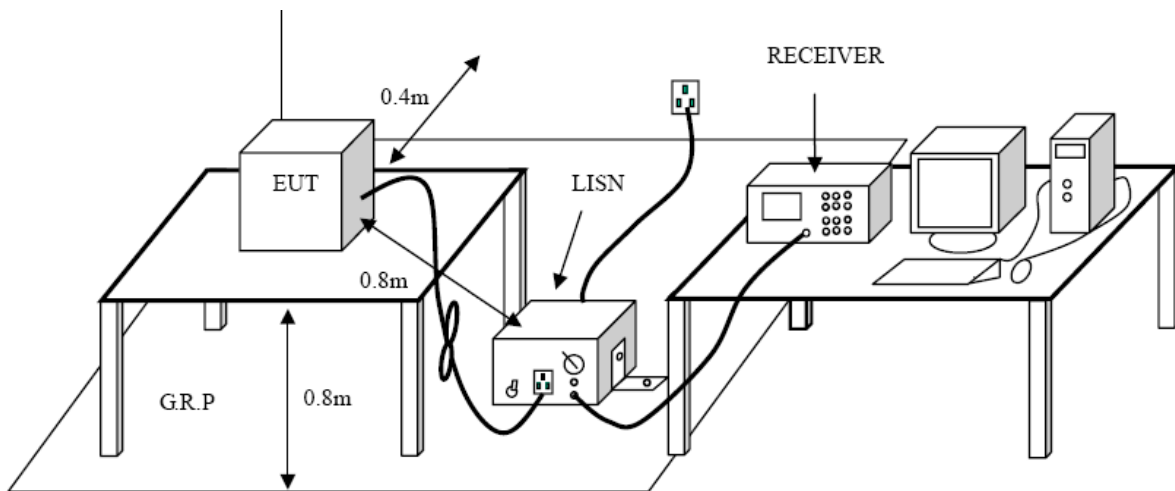 RECEIVER
0.4m
EUT
LISN
0.8m
G.R.P
0.8m